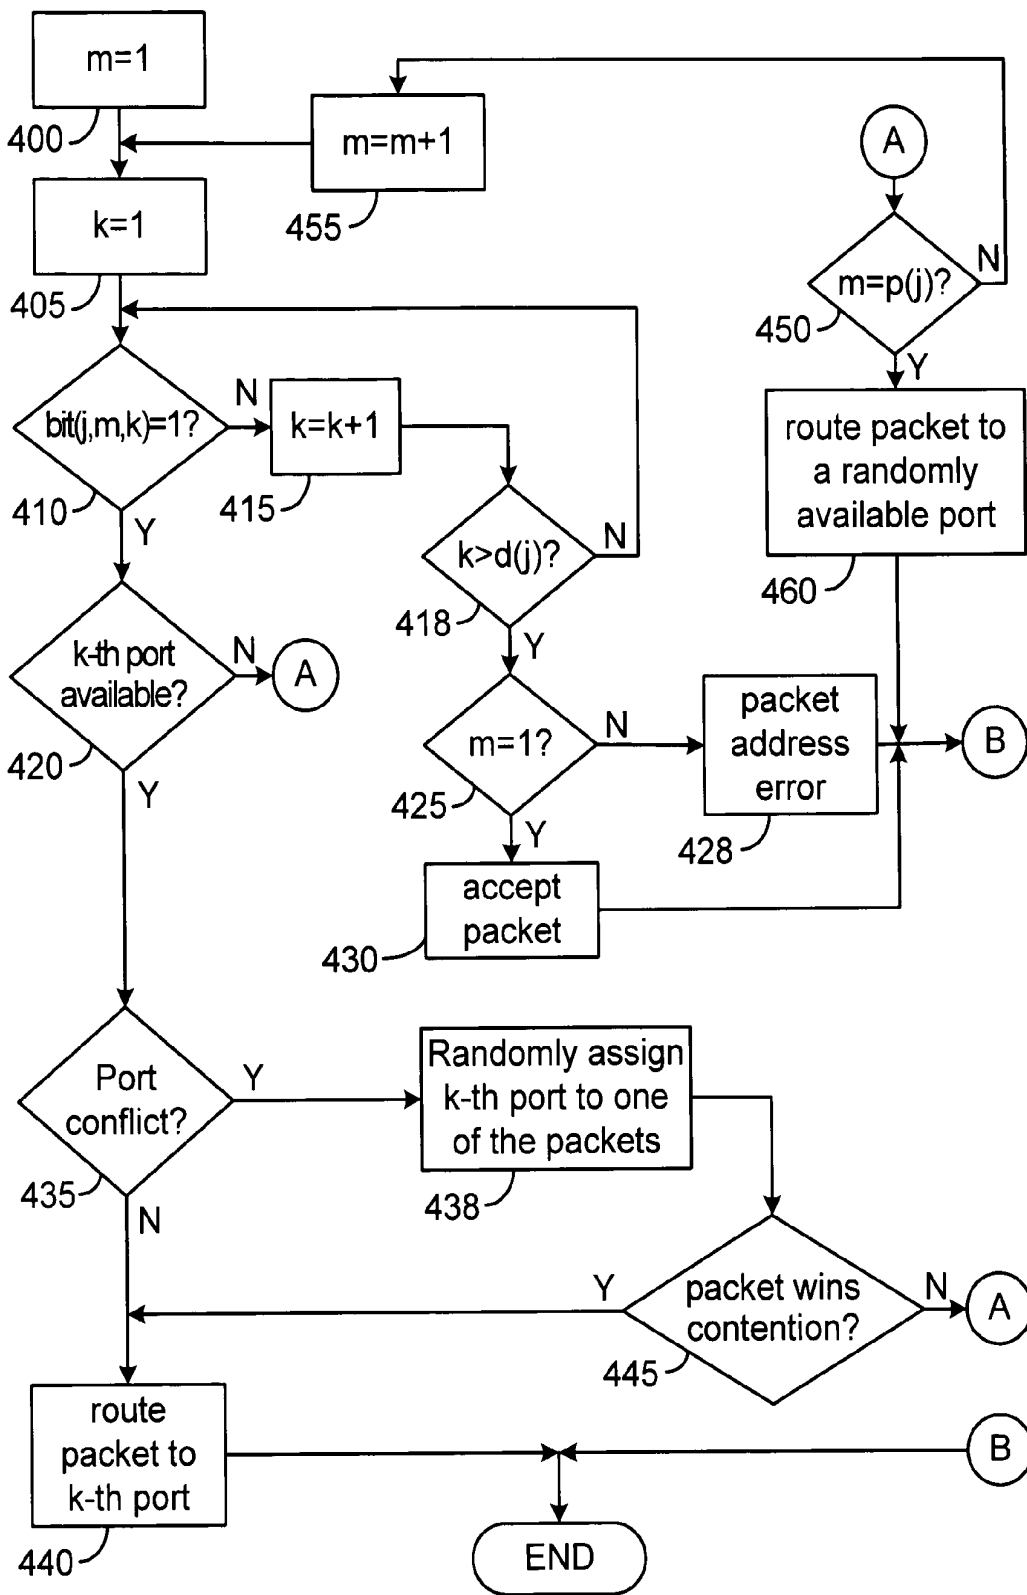 m=1
400
m=m+1
455
A
k=1
405
m=p(j)?
N
450
Y
bit(j,m,k)=1?
N
410
Y
k=k+1
415
route packet to
a randomly
available port
460
k>d(j)?
N
418
Y
k-th port
available?
N
A
420
Y
m=1?
N
425
Y
packet
address
error
428
B
accept
packet
430
Port
conflict?
Y
435
N
Randomly assign
k-th port to one
of the packets
438
packet wins
contention?
Y
N
A
445
route
packet to
k-th port
440
B
END